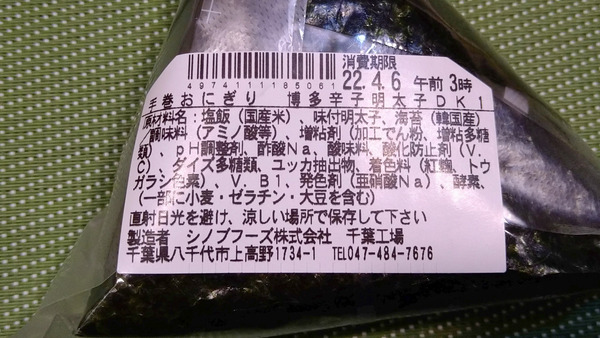 4974111185061
消費期限
22.4.6 午前3時
手巻おにぎり 博多辛子明太子DK1
原材料名:塩飯(国産米)、味付明太子、海苔(韓国産)
/調味料(アミノ酸等)、増粘剤(加工でん粉、増粘多糖
類)、pH調整剤、酢酸Na、酸味料、酸化防止剤(V.
C)、ダイズ多糖類、ユッカ抽出物、着色料(紅麹、トウ
ガラシ色素)、V.B1、発色剤(亜硝酸Na)、酵素、
(一部に小麦・ゼラチン・大豆を含む)
直射日光を避け、涼しい場所で保存して下さい
製造者 シノブフーズ株式会社 千葉工場
千葉県八千代市上高野1734-1 TEL047-484-7676